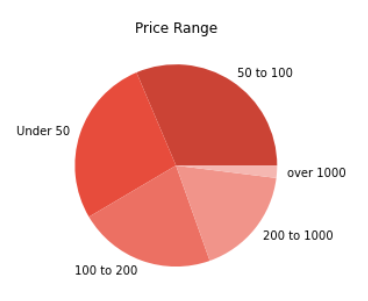 Price Range
50 to 100
Under 50
over 1000
200 to 1000
100 to 200